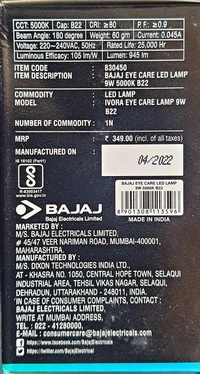 CCT: 5000K Cap: B22 CRI: ≥80 P. F.: ≥0.9
Beam Angle: 180 degree Weight: 60 gm Current: 0.045A
Voltage: 220–240VAC, 50Hz Rated Life: 25,000 Hr
Luminous Efficacy: 105 lm/W Lumen: 945 lm
ITEM CODE : 830450
ITEM DESCRIPTION : BAJAJ EYE CARE LED LAMP
9W 5000K B22
COMMODITY : LED LAMP
MODEL : IVORA EYE CARE LAMP 9W
B22
NUMBER OF COMMODITY : 1N
MRP : ₹ 349.00 (incl. of all taxes)
MANUFACTURED ON :
04/2022
IS 16102 (Part1)
R-63003417
www.bis.gov.in
BAJAJ EYE CARE LED LAMP
9W 5000K B22
8901308113596
MADE IN INDIA
BAJAJ
Bajaj Electricals Limited
MARKETED BY :
M/S. BAJAJ ELECTRICALS LIMITED,
# 45/47 VEER NARIMAN ROAD, MUMBAI-400001,
MAHARASHTRA.
MANUFACTURED BY :
M/S. DIXON TECHNOLOGIES INDIA LTD.
AT - KHASRA NO. 1050, CENTRAL HOPE TOWN, SELAQUI
INDUSTRIAL AREA, TEHSIL VIKAS NAGAR, SELAQUI,
DEHRADUN, UTTARAKHAND - 248011, INDIA.
*IN CASE OF CONSUMER COMPLAINTS, CONTACT :
BAJAJ ELECTRICALS LIMITED.
WRITE AT MUMBAI ADDRESS,
TEL. : 022 - 41280000,
E-MAIL : consumercare@bajajelectricals.com
https://www.facebook.com/BajajElectricals
https://twitter.com/BajajElectrical